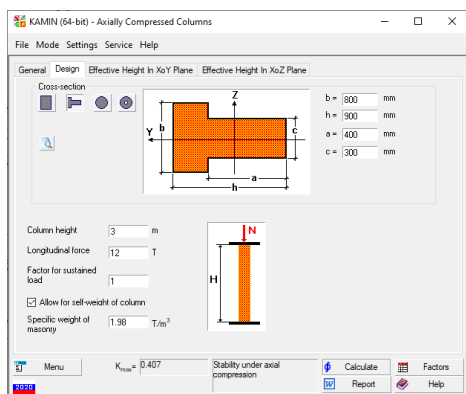 KAMIN (64-bit) - Axially Compressed Columns
File Mode Settings Service Help
General Design Effective Height In XoY Plane Effective Height In XoZ Plane
Cross-section
Z
Y
b
c
a
h
b = 800 mm
h = 900 mm
a = 400 mm
c = 300 mm
Column height 3 m
Longitudinal force 12 T
Factor for sustained
load 1
Allow for self-weight of column
Specific weight of
masonry 1.98 T/m³
N
H
Menu
Kmax= 0.407
Stability under axial
compression
Calculate
Factors
Report
Help
2020